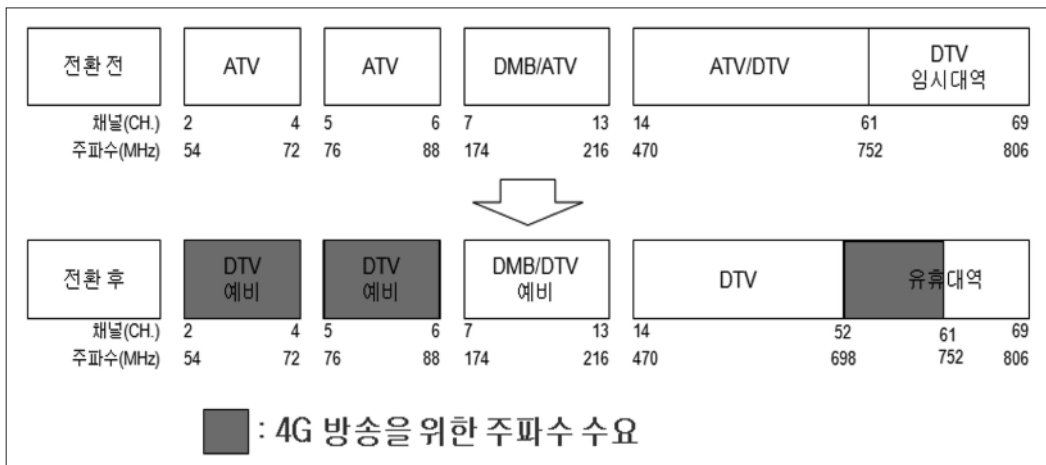 전환 전 ATV ATV DMB/ATV ATV/DTV DTV
임시대역
채널(CH.) 2 4 5 6 7 13 14 61 69
주파수(MHz) 54 72 76 88 174 216 470 752 806
전환 후 DTV DTV DMB/DTV DTV 유휴대역
예비 예비 예비
채널(CH.) 2 4 5 6 7 13 14 52 61 69
주파수(MHz) 54 72 76 88 174 216 470 698 752 806
: 4G 방송을 위한 주파수 수요